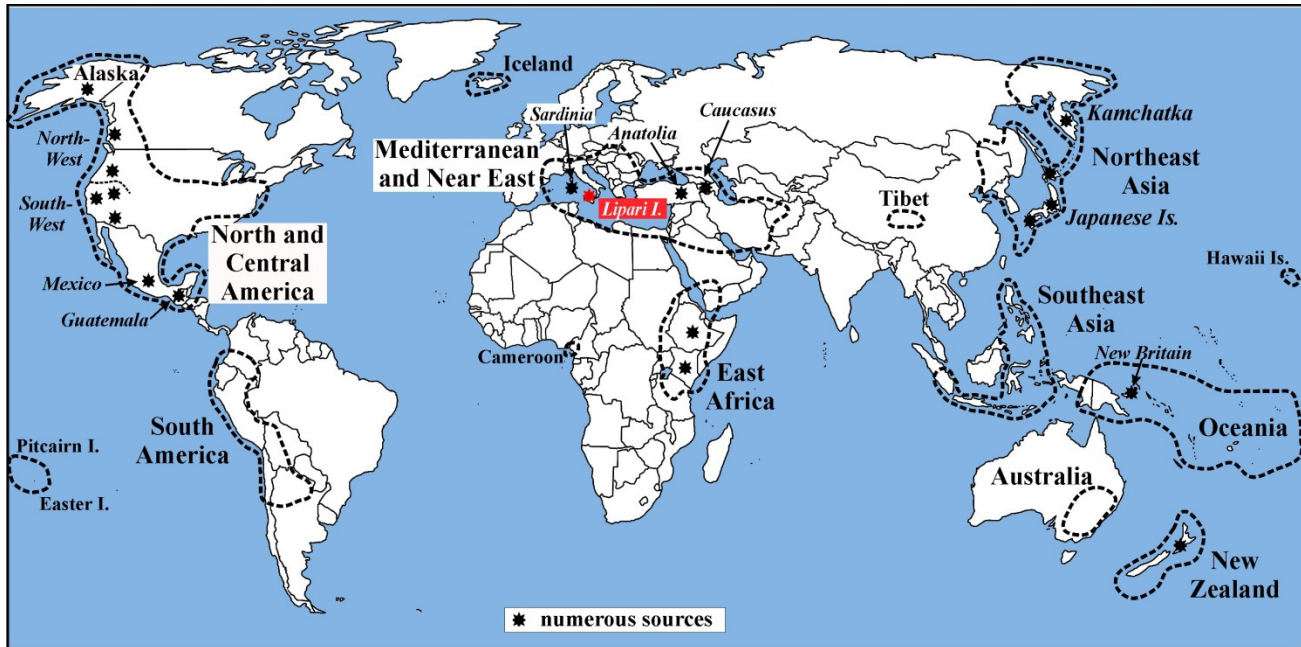 Alaska
North-
West
South-
West
Mexico
Guatemala
North and
Central
America
South
America
Pitcairn I.
Easter I.
Iceland
Sardinia
Anatolia
Caucasus
Mediterranean
and Near East
Lipari I.
Cameroon
East
Africa
Tibet
Kamchatka
Northeast
Asia
Japanese Is.
Hawaii Is.
Southeast
Asia
New Britain
Oceania
Australia
New
Zealand
numerous sources